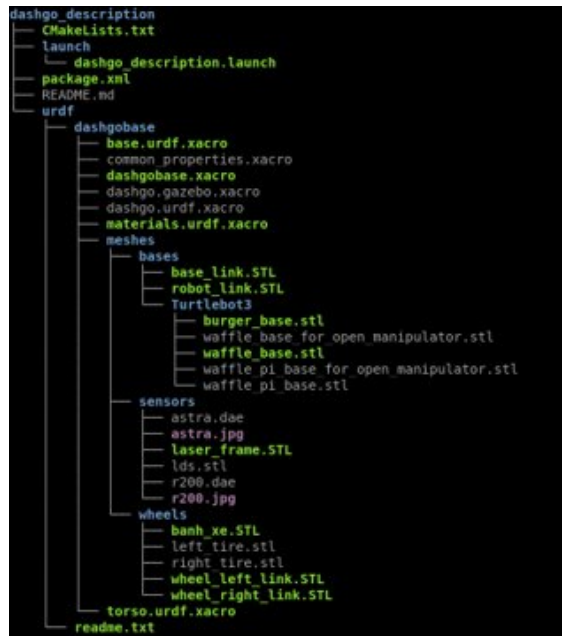 dashgo_description
CMakeLists.txt
launch
dashgo_description.launch
package.xml
README.md
urdf
dashgobase
base.urdf.xacro
common_properties.xacro
dashgobase.xacro
dashgo.gazebo.xacro
dashgo.urdf.xacro
materials.urdf.xacro
meshes
bases
base_link.STL
robot_link.STL
Turtlebot3
burger_base.stl
waffle_base_for_open_manipulator.stl
waffle_base.stl
waffle_pi_base_for_open_manipulator.stl
waffle_pi_base.stl
sensors
astra.dae
astra.jpg
laser_frame.STL
lds.stl
r200.dae
r200.jpg
wheels
banh_xe.STL
left_tire.stl
right_tire.stl
wheel_left_link.STL
wheel_right_link.STL
torso.urdf.xacro
readme.txt